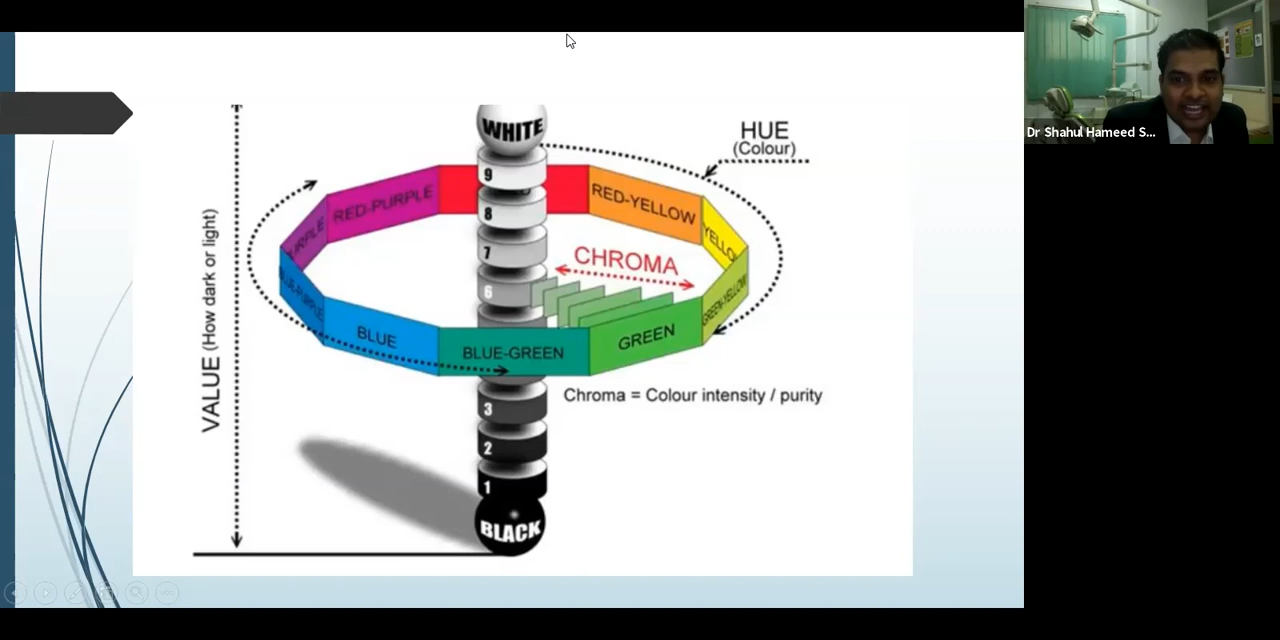 WHITE
HUE
(Colour)
9
8
7
6
3
2
1
BLACK
RED-PURPLE
RED-YELLOW
CHROMA
GREEN-YELLOW
BLUE-PURPLE
BLUE
BLUE-GREEN
GREEN
VALUE (How dark or light)
Chroma = Colour intensity / purity
Dr Shahul Hameed S...